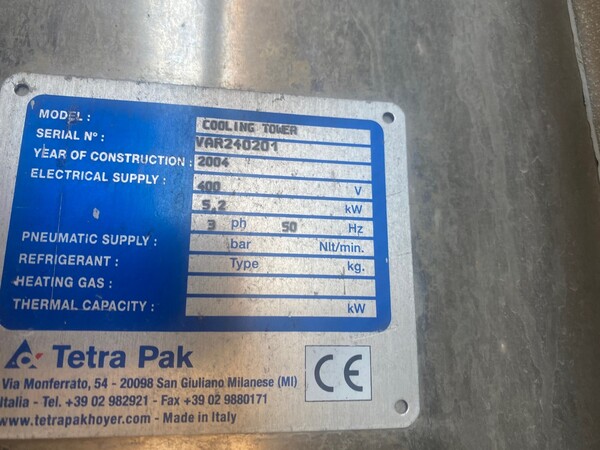 MODEL : COOLING TOWER
SERIAL Nº : VAR240201
YEAR OF CONSTRUCTION : 2004
ELECTRICAL SUPPLY : 400 V
5,2 kW
3 ph 50 Hz
PNEUMATIC SUPPLY : bar Nlt/min.
REFRIGERANT : Type kg.
HEATING GAS :
THERMAL CAPACITY : kW
Tetra Pak
CE
Via Monferrato, 54 - 20098 San Giuliano Milanese (MI)
Italia - Tel. +39 02 982921 - Fax +39 02 9880171
www.tetrapakhoyer.com - Made in Italy